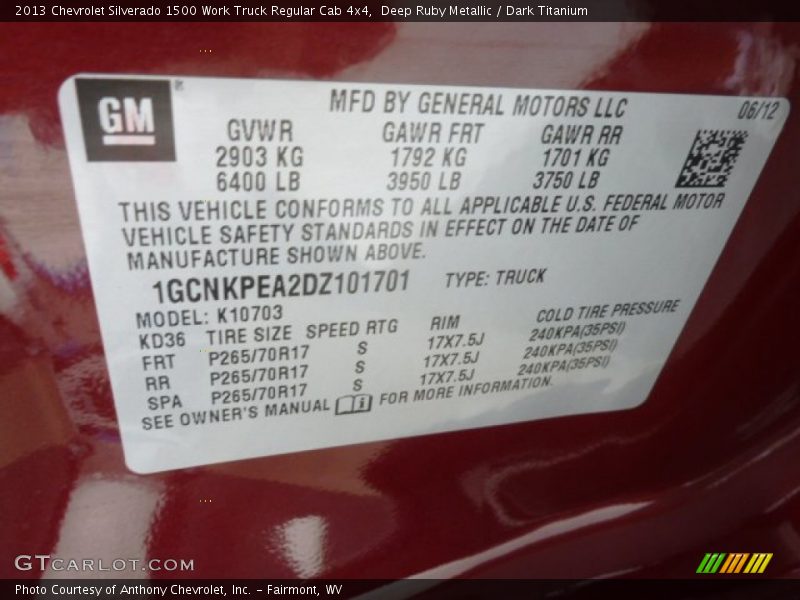 2013 Chevrolet Silverado 1500 Work Truck Regular Cab 4x4, Deep Ruby Metallic / Dark Titanium
GM
MFD BY GENERAL MOTORS LLC 06/12
GVWR GAWR FRT GAWR RR
2903 KG 1792 KG 1701 KG
6400 LB 3950 LB 3750 LB
THIS VEHICLE CONFORMS TO ALL APPLICABLE U.S. FEDERAL MOTOR
VEHICLE SAFETY STANDARDS IN EFFECT ON THE DATE OF
MANUFACTURE SHOWN ABOVE.
1GCNKPEA2DZ101701 TYPE: TRUCK
MODEL: K10703
KD36 TIRE SIZE SPEED RTG RIM COLD TIRE PRESSURE
FRT P265/70R17 S 17X7.5J 240KPA(35PSI)
RR P265/70R17 S 17X7.5J 240KPA(35PSI)
SPA P265/70R17 S 17X7.5J 240KPA(35PSI)
SEE OWNER'S MANUAL FOR MORE INFORMATION.
GTCARLOT.COM
Photo Courtesy of Anthony Chevrolet, Inc. - Fairmont, WV